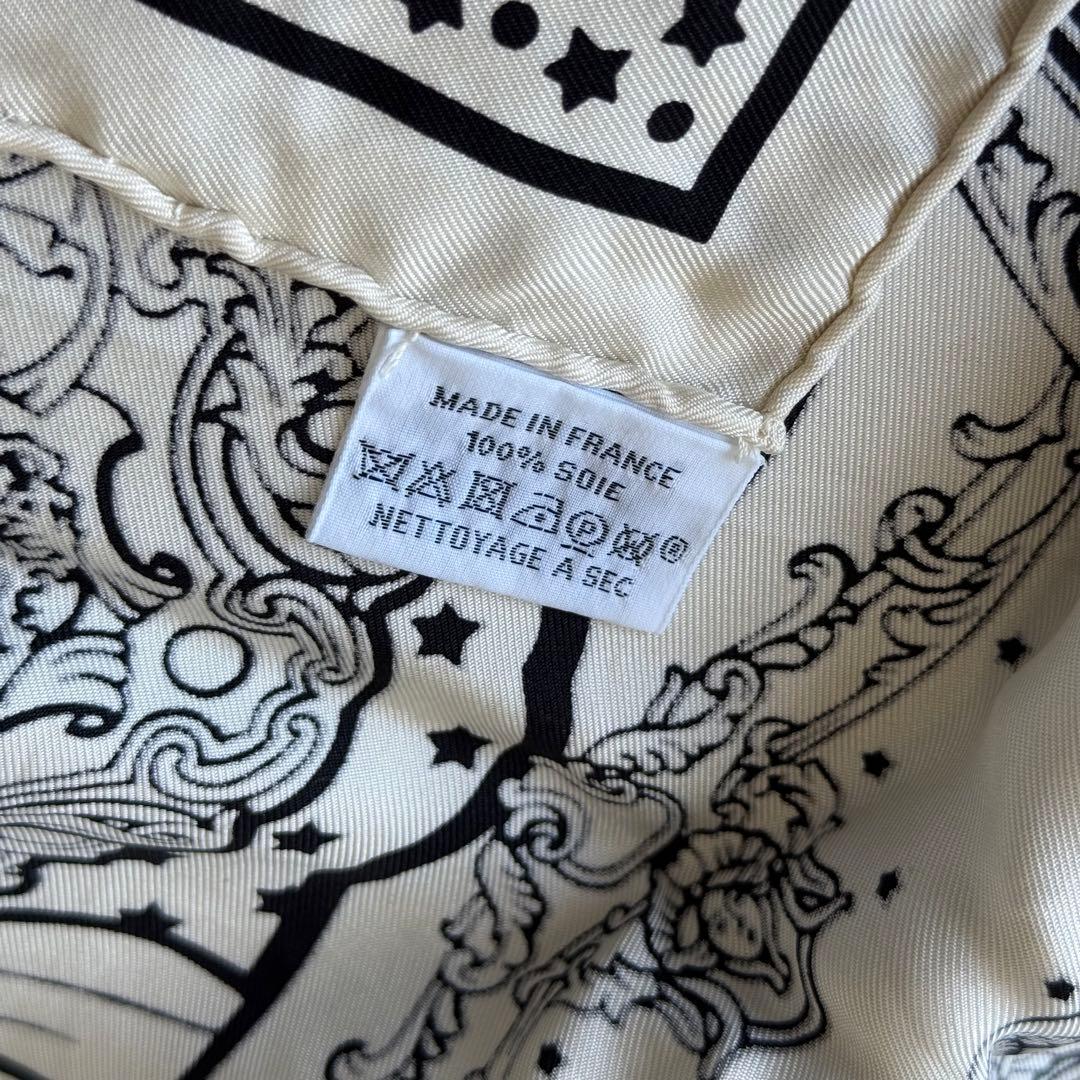 MADE IN FRANCE
100% SOIE
P W ®
NETTOYAGE A SEC